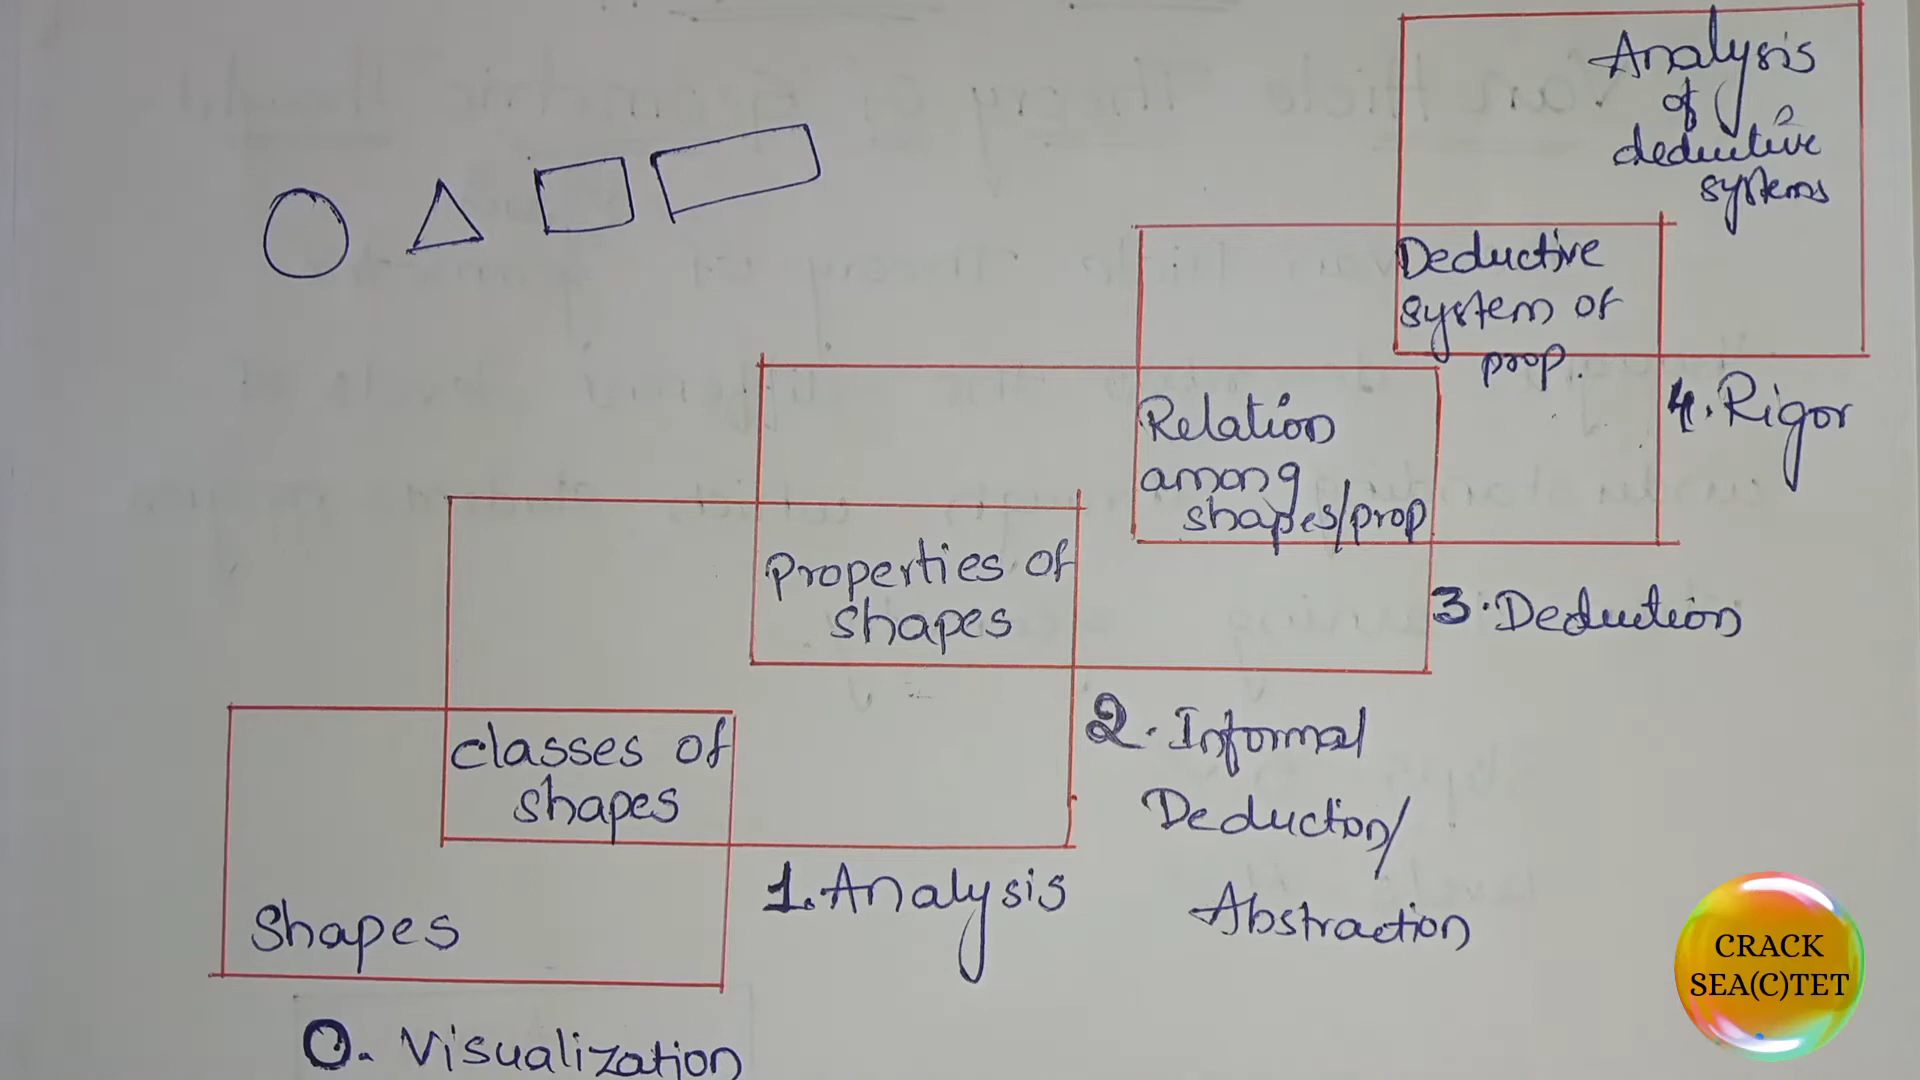 Analysis
of
deductive
systems
Deductive
system of
prop.
4. Rigor
Relation
among
shapes/prop
3. Deduction
Properties of
shapes
2. Informal
Deduction/
Abstraction
classes of
shapes
1. Analysis
Shapes
0. Visualization
CRACK
SEA(C)TET